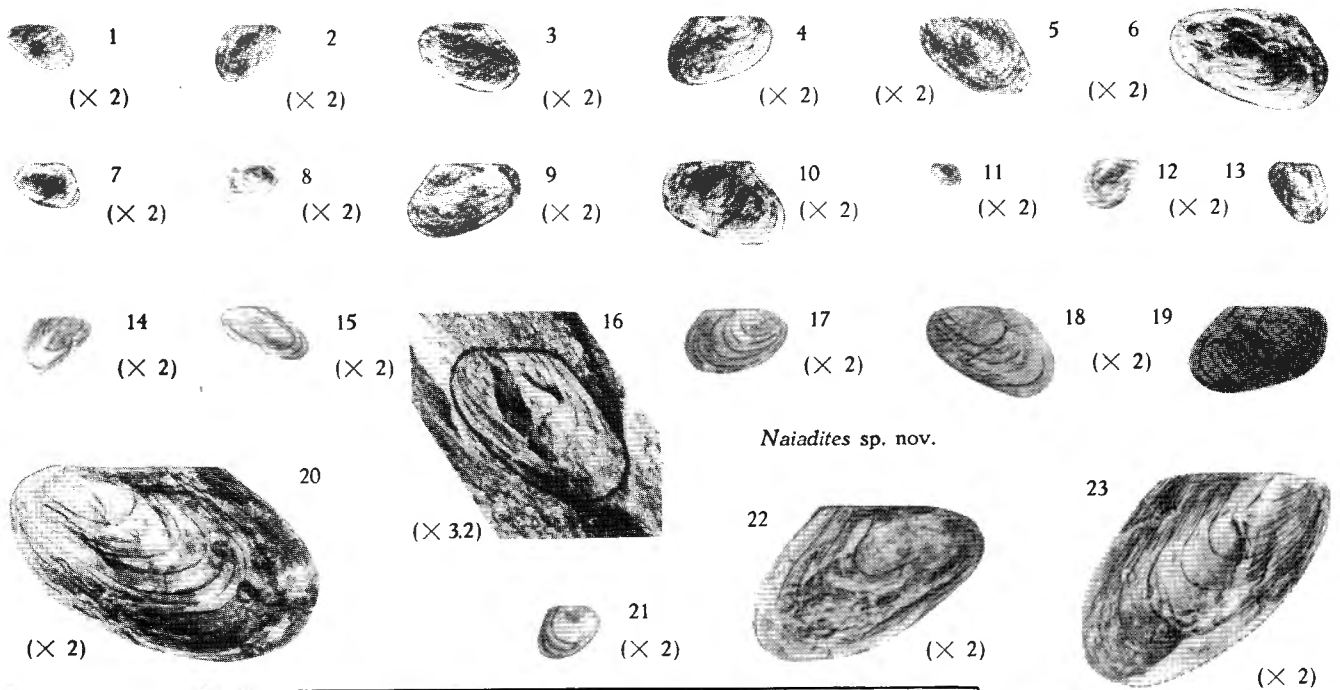 1 2 3 4 5 6
(× 2) (× 2) (× 2) (× 2) (× 2) (× 2)
7 8 9 10 11 12 13
(× 2) (× 2) (× 2) (× 2) (× 2) (× 2)
14 15 16 17 18 19
(× 2) (× 2) (× 2) (× 2)
Naiadites sp. nov.
20 23
22
(× 3.2)
21
(× 2) (× 2) (× 2)
(× 2)